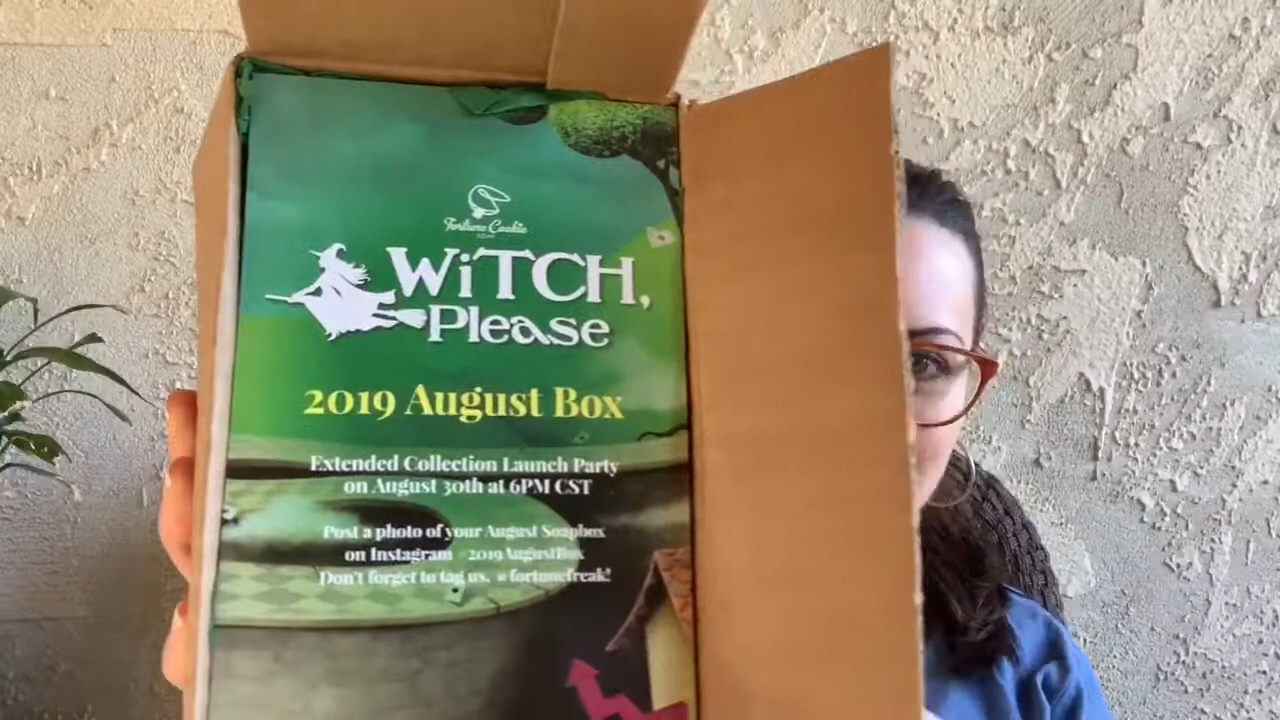 Fortune Cookie
SOAP
WiTCH,
Please
2019 August Box
Extended Collection Launch Party
on August 30th at 6PM CST
Post a photo of your August Soapbox
on Instagram #2019AugustBox
Don't forget to tag us, @fortunefreak!